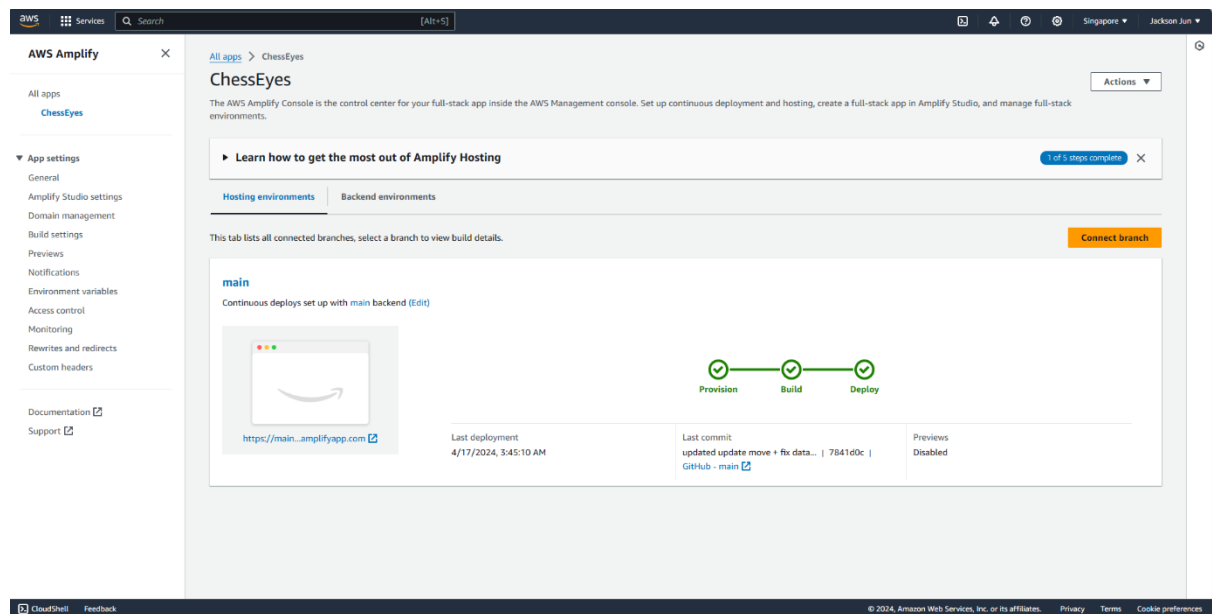 aws
Services
Search
[Alt+S]
Singapore
Jackson Jun
AWS Amplify
All apps
ChessEyes
App settings
General
Amplify Studio settings
Domain management
Build settings
Previews
Notifications
Environment variables
Access control
Monitoring
Rewrites and redirects
Custom headers
Documentation
Support
All apps > ChessEyes
ChessEyes
Actions
The AWS Amplify Console is the control center for your full-stack app inside the AWS Management console. Set up continuous deployment and hosting, create a full-stack app in Amplify Studio, and manage full-stack
environments.
Learn how to get the most out of Amplify Hosting
1 of 5 steps complete
Hosting environments
Backend environments
This tab lists all connected branches, select a branch to view build details.
Connect branch
main
Continuous deploys set up with main backend (Edit)
Provision
Build
Deploy
https://main...amplifyapp.com
Last deployment
4/17/2024, 3:45:10 AM
Last commit
updated update move + fix data... | 7841d0c |
GitHub - main
Previews
Disabled
CloudShell
Feedback
© 2024, Amazon Web Services, Inc. or its affiliates.
Privacy
Terms
Cookie preferences